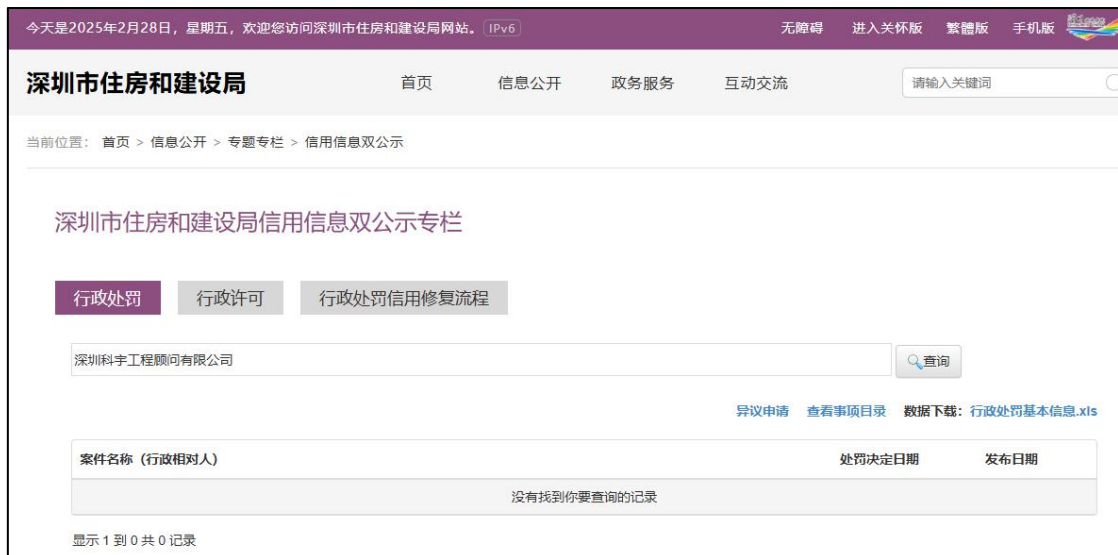 今天是2025年2月28日，星期五，欢迎您访问深圳市住房和建设局网站。 IPv6 无障碍 进入关怀版 繁體版 手机版
深圳市住房和建设局 首页 信息公开 政务服务 互动交流 请输入关键词
当前位置： 首页 > 信息公开 > 专题专栏 > 信用信息双公示
深圳市住房和建设局信用信息双公示专栏
行政处罚 行政许可 行政处罚信用修复流程
深圳科宇工程顾问有限公司 查询
异议申请 查看事项目录 数据下载：行政处罚基本信息.xls
案件名称（行政相对人） 处罚决定日期 发布日期
没有找到你要查询的记录
显示 1 到 0 共 0 记录